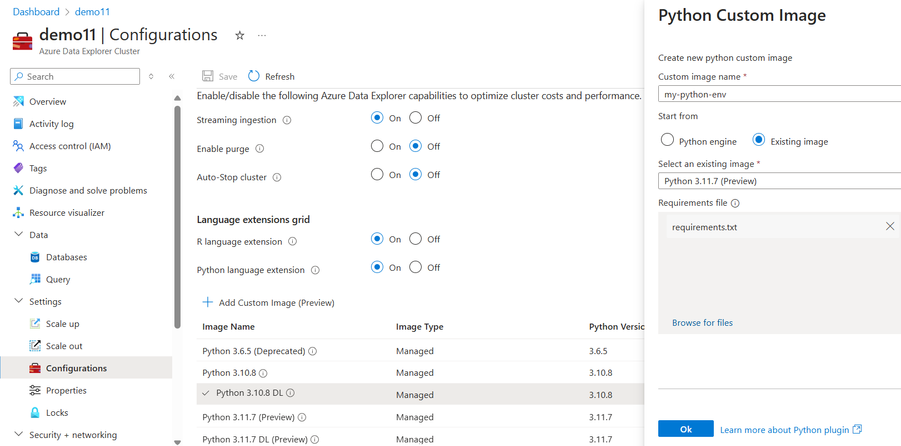 Dashboard > demo11
demo11 | Configurations
Azure Data Explorer Cluster
Search
Overview
Activity log
Access control (IAM)
Tags
Diagnose and solve problems
Resource visualizer
Data
Databases
Query
Settings
Scale up
Scale out
Configurations
Properties
Locks
Security + networking
Save
Refresh
Enable/disable the following Azure Data Explorer capabilities to optimize cluster costs and performance.
Streaming ingestion On Off
Enable purge On Off
Auto-Stop cluster On Off
Language extensions grid
R language extension On Off
Python language extension On Off
Add Custom Image (Preview)
Image Name Image Type Python Versio
Python 3.6.5 (Deprecated) Managed 3.6.5
Python 3.10.8 Managed 3.10.8
Python 3.10.8 DL Managed 3.10.8
Python 3.11.7 (Preview) Managed 3.11.7
Python 3.11.7 DL (Preview) Managed 3.11.7
Python Custom Image
Create new python custom image
Custom image name *
my-python-env
Start from
Python engine Existing image
Select an existing image *
Python 3.11.7 (Preview)
Requirements file
requirements.txt
Browse for files
Ok
Learn more about Python plugin